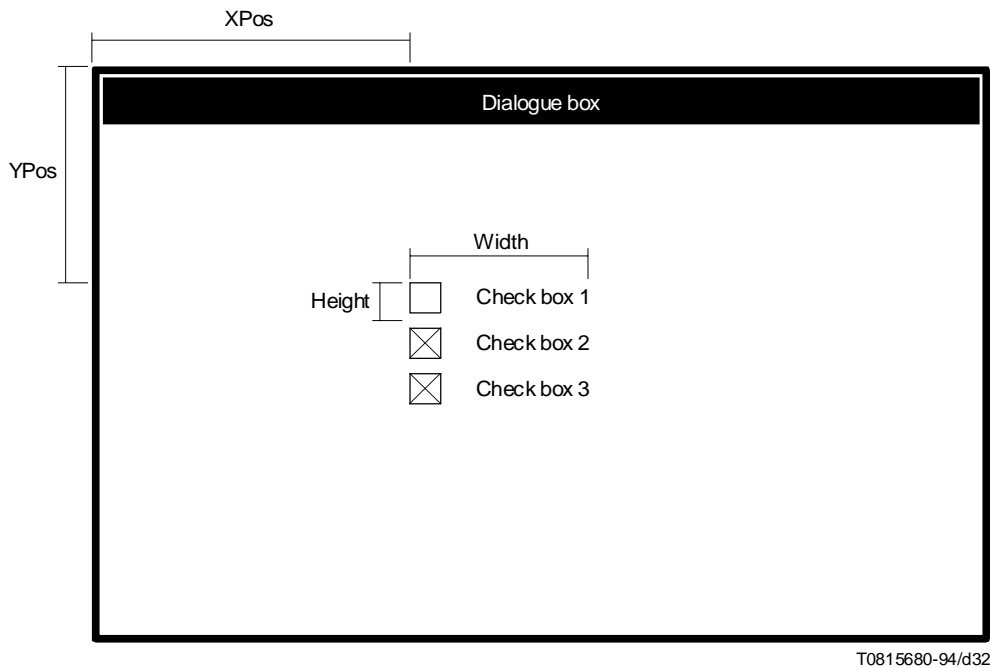 XPos
Dialogue box
YPos
Width
Height
Check box 1
Check box 2
Check box 3
T0815680-94/d32